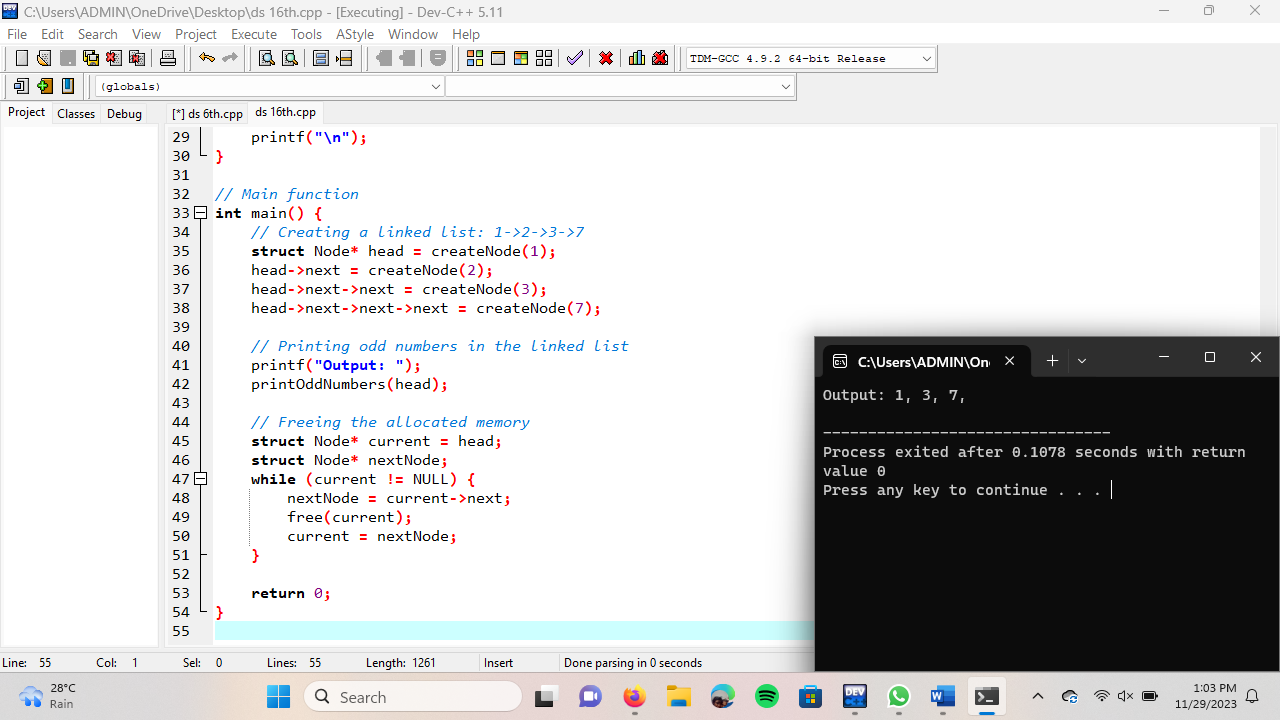 C:\Users\ADMIN\OneDrive\Desktop\ds 16th.cpp - [Executing] - Dev-C++ 5.11
File Edit Search View Project Execute Tools AStyle Window Help
TDM-GCC 4.9.2 64-bit Release
(globals)
Project Classes Debug [*] ds 6th.cpp ds 16th.cpp
29 printf("\n");
30 }
31
32 // Main function
33 int main() {
34 // Creating a linked list: 1->2->3->7
35 struct Node* head = createNode(1);
36 head->next = createNode(2);
37 head->next->next = createNode(3);
38 head->next->next->next = createNode(7);
39
40 // Printing odd numbers in the linked list
41 printf("Output: ");
42 printOddNumbers(head);
43
44 // Freeing the allocated memory
45 struct Node* current = head;
46 struct Node* nextNode;
47 while (current != NULL) {
48 nextNode = current->next;
49 free(current);
50 current = nextNode;
51 }
52
53 return 0;
54 }
55
C:\Users\ADMIN\On
Output: 1, 3, 7,
--------------------------------
Process exited after 0.1078 seconds with return
value 0
Press any key to continue . . .
Line: 55 Col: 1 Sel: 0 Lines: 55 Length: 1261 Insert Done parsing in 0 seconds
28°C
Rain
Search
DEV
W
1:03 PM
11/29/2023